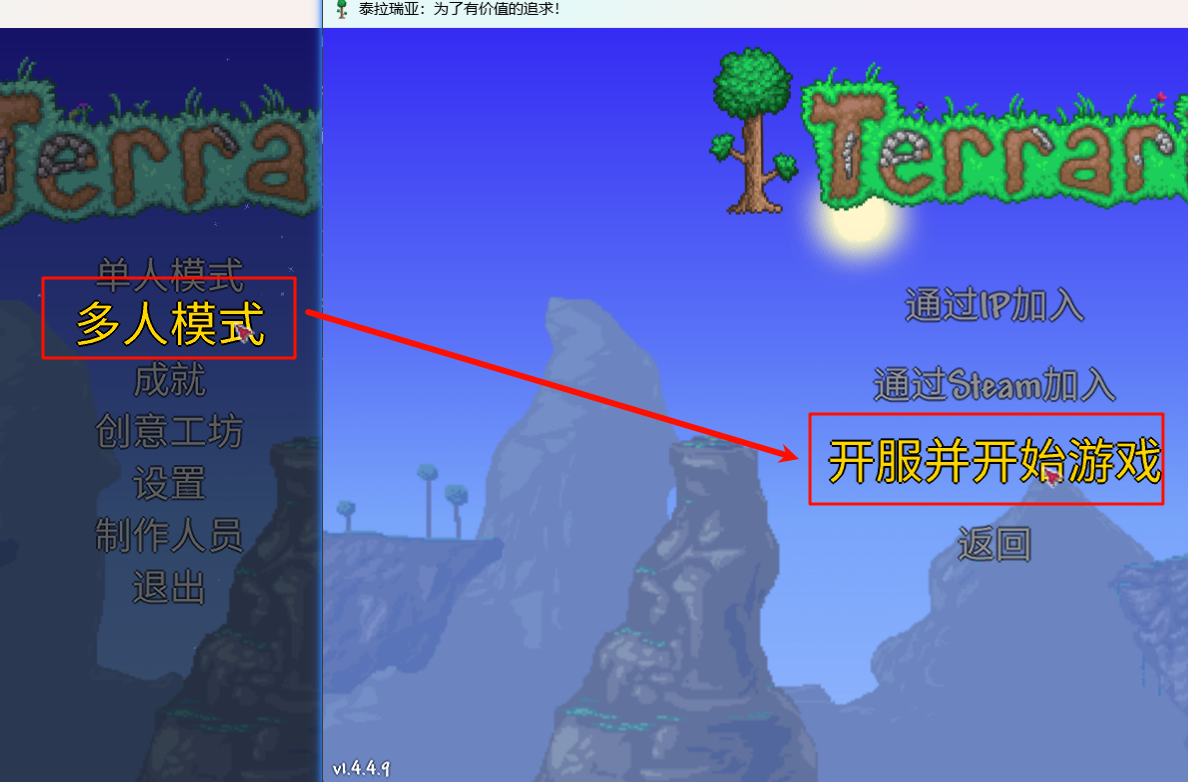 泰拉瑞亚：为了有价值的追求！
Terra
单人模式
多人模式
成就
创意工坊
设置
制作人员
退出
Terrar
通过IP加入
通过Steam加入
开服并开始游戏
返回
v1.4.4.9